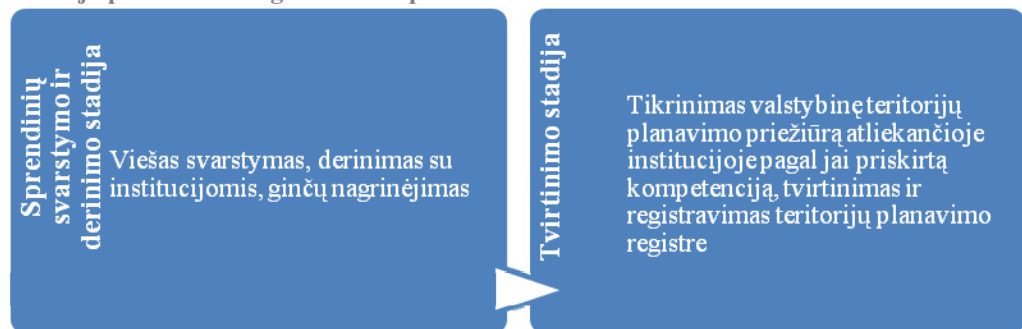 Sprendinių
svarstymo ir
derinimo stadija
Viešas svarstymas, derinimas su
institucijomis, ginčų nagrinėjimas
Tvirtinimo stadija
Tikrinimas valstybinę teritorijų
planavimo priežiūrą atliekančioje
institucijoje pagal jai priskirtą
kompetenciją, tvirtinimas ir
registravimas teritorijų planavimo
registre